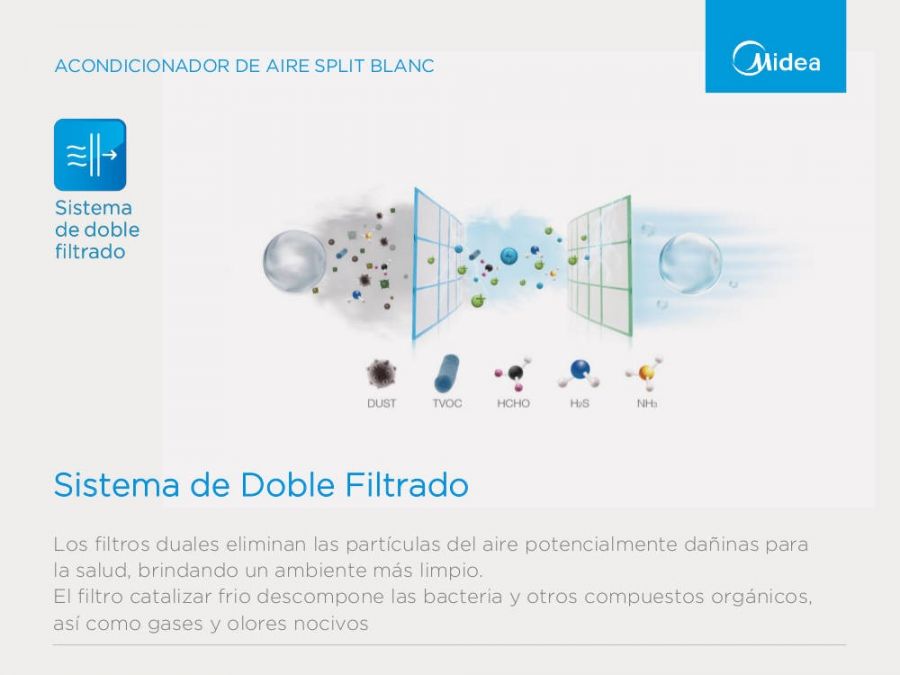 ACONDICIONADOR DE AIRE SPLIT BLANC
Midea
Sistema
de doble
filtrado
DUST
TVOC
HCHO
H₂S
NH₃
Sistema de Doble Filtrado
Los filtros duales eliminan las partículas del aire potencialmente dañinas para
la salud, brindando un ambiente más limpio.
El filtro catalizar frio descompone las bacteria y otros compuestos orgánicos,
así como gases y olores nocivos